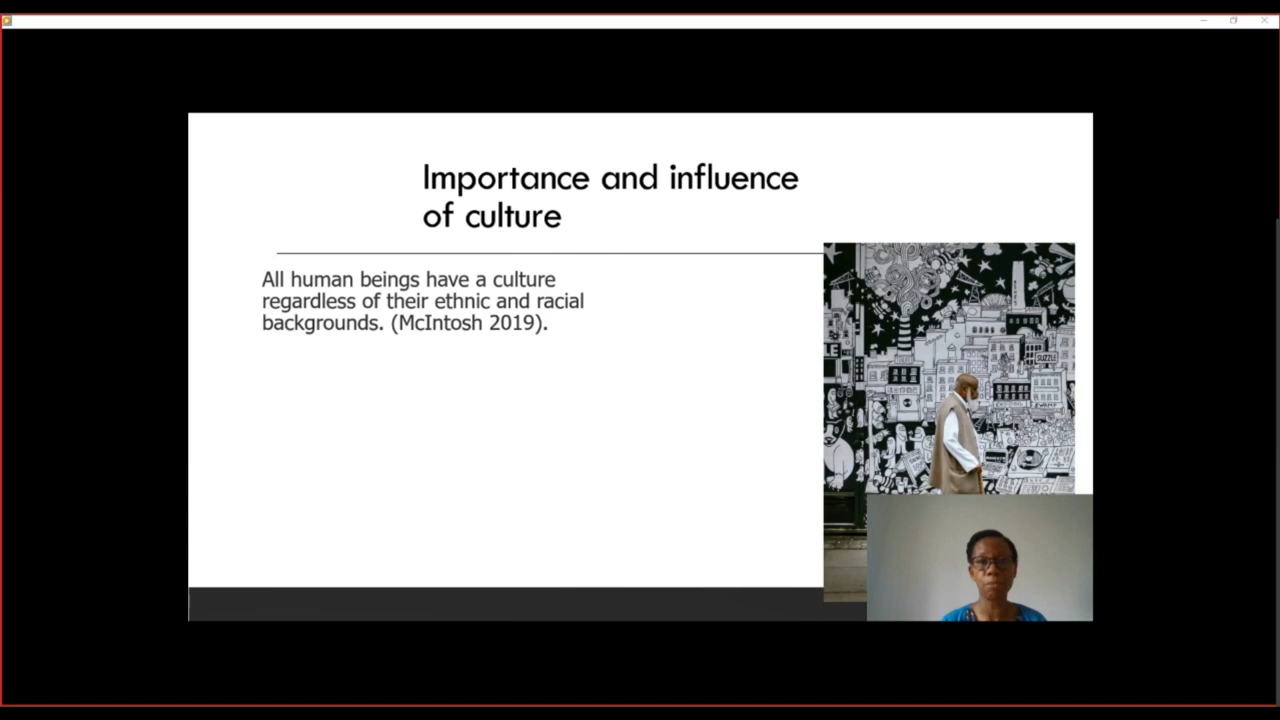 Importance and influence
of culture
All human beings have a culture
regardless of their ethnic and racial
backgrounds. (McIntosh 2019).
SUZZLE